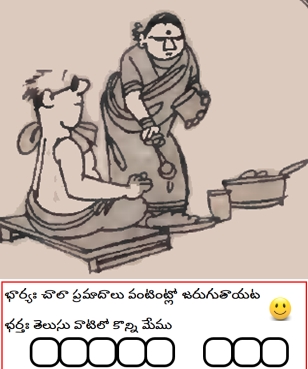 భార్యః చాలా ప్రమాదాలు వంటింట్లో జరుగుతాయట
భర్తః తెలుసు వాటిలో కొన్ని మేము